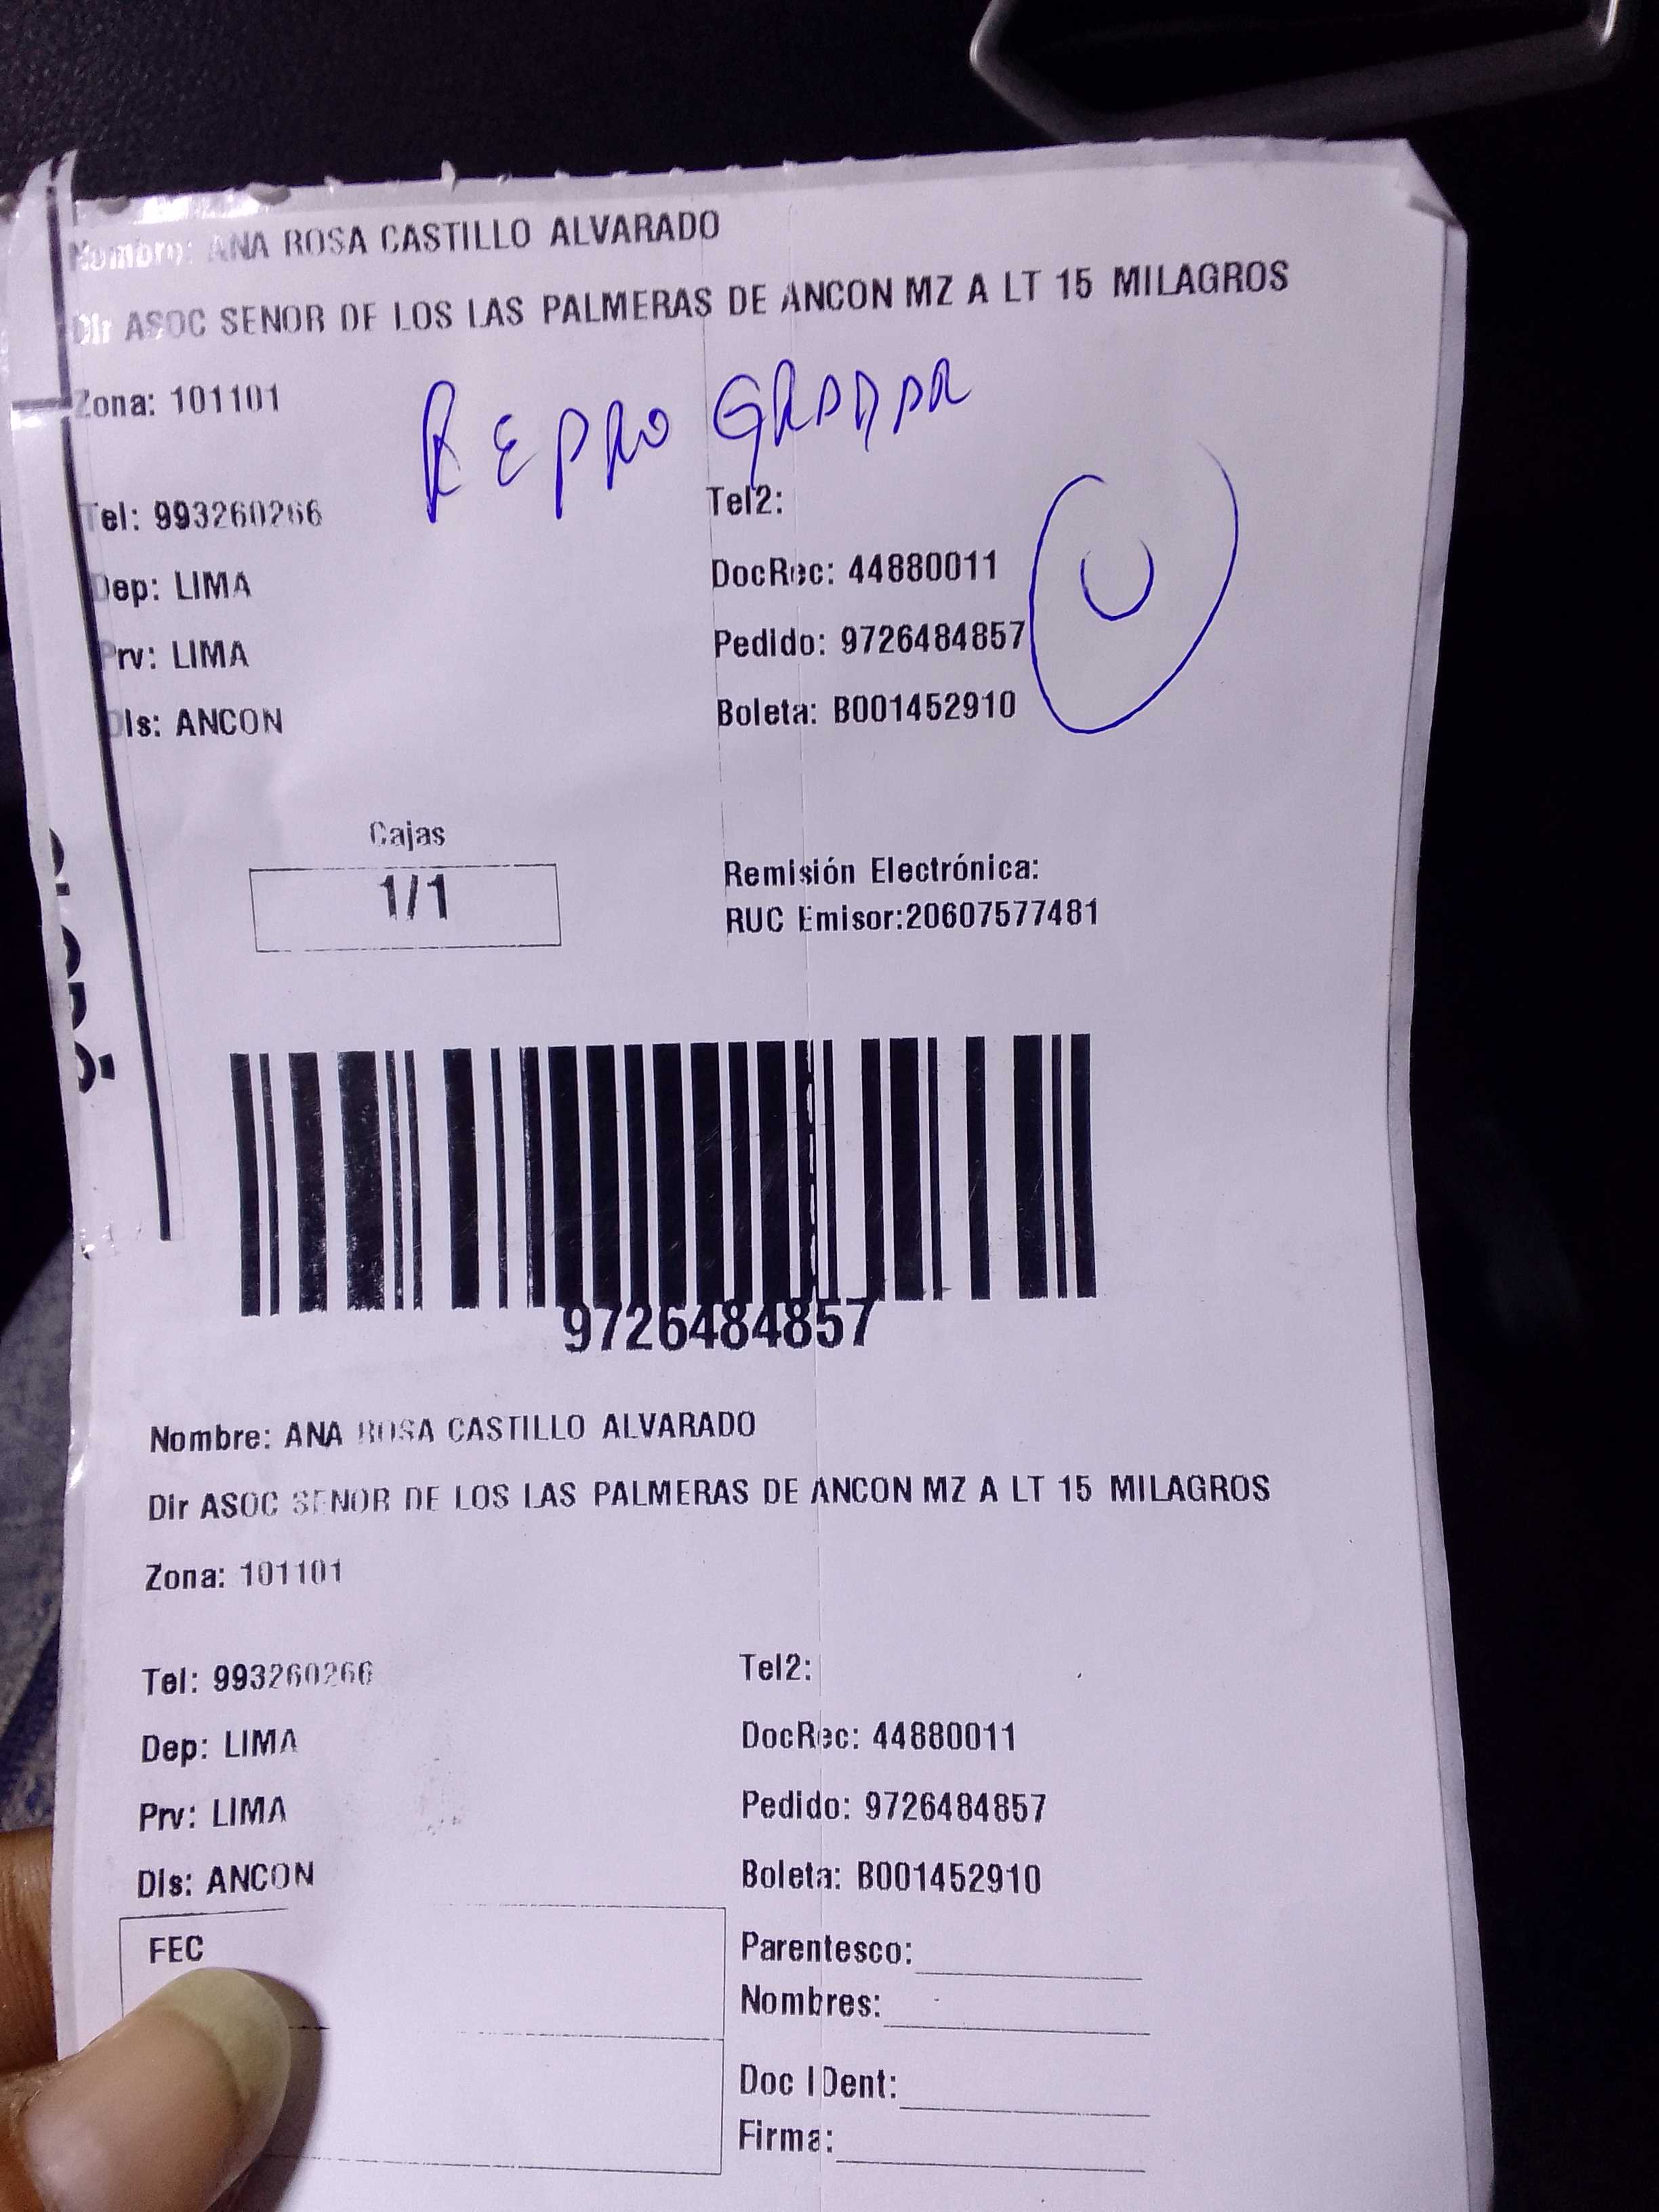 Nombre: ANA ROSA CASTILLO ALVARADO
Dir ASOC SENOR DE LOS LAS PALMERAS DE ANCON MZ A LT 15 MILAGROS
Zona: 101101
REPROGRADAR
Tel: 993260266
Tel2:
Dep: LIMA
DocRec: 44880011
Prv: LIMA
Pedido: 9726484857
Dis: ANCON
Boleta: B001452910
Cajas
1/1
Remisión Electrónica:
RUC Emisor:20607577481
9726484857
Nombre: ANA ROSA CASTILLO ALVARADO
Dir ASOC SENOR DE LOS LAS PALMERAS DE ANCON MZ A LT 15 MILAGROS
Zona: 101101
Tel: 993260266
Tel2:
Dep: LIMA
DocRec: 44880011
Prv: LIMA
Pedido: 9726484857
Dis: ANCON
Boleta: B001452910
FEC
Parentesco:
Nombres:
Doc IDent:
Firma: